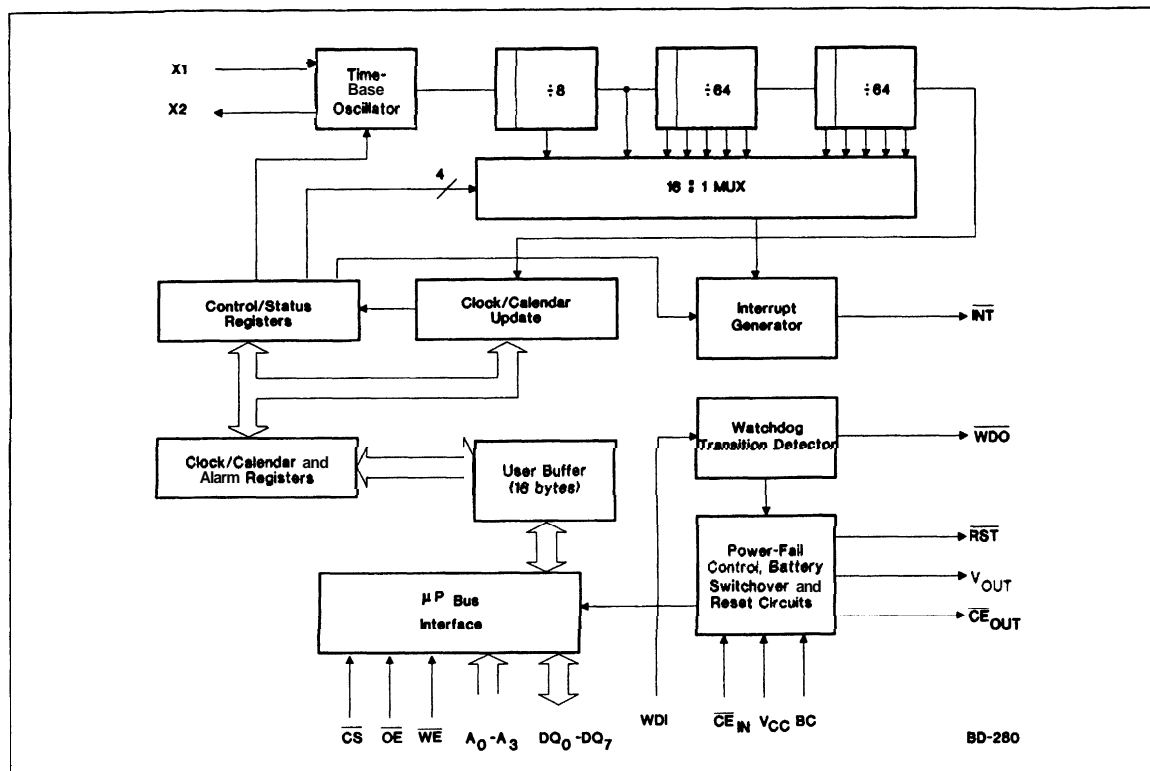 X1
X2
Time-
Base
Oscillator
÷8
÷64
÷64
4
16 : 1 MUX
Control/Status
Registers
Clock/Calendar
Update
Interrupt
Generator
INT
Clock/Calendar and
Alarm Registers
User Buffer
(16 bytes)
Watchdog
Transition Detector
WDO
µP Bus
Interface
Power-Fail
Control, Battery
Switchover and
Reset Circuits
RST
VOUT
CEOUT
CS
OE
WE
A0-A3
DQ0-DQ7
WDI
CEIN
VCC
BC
BD-280